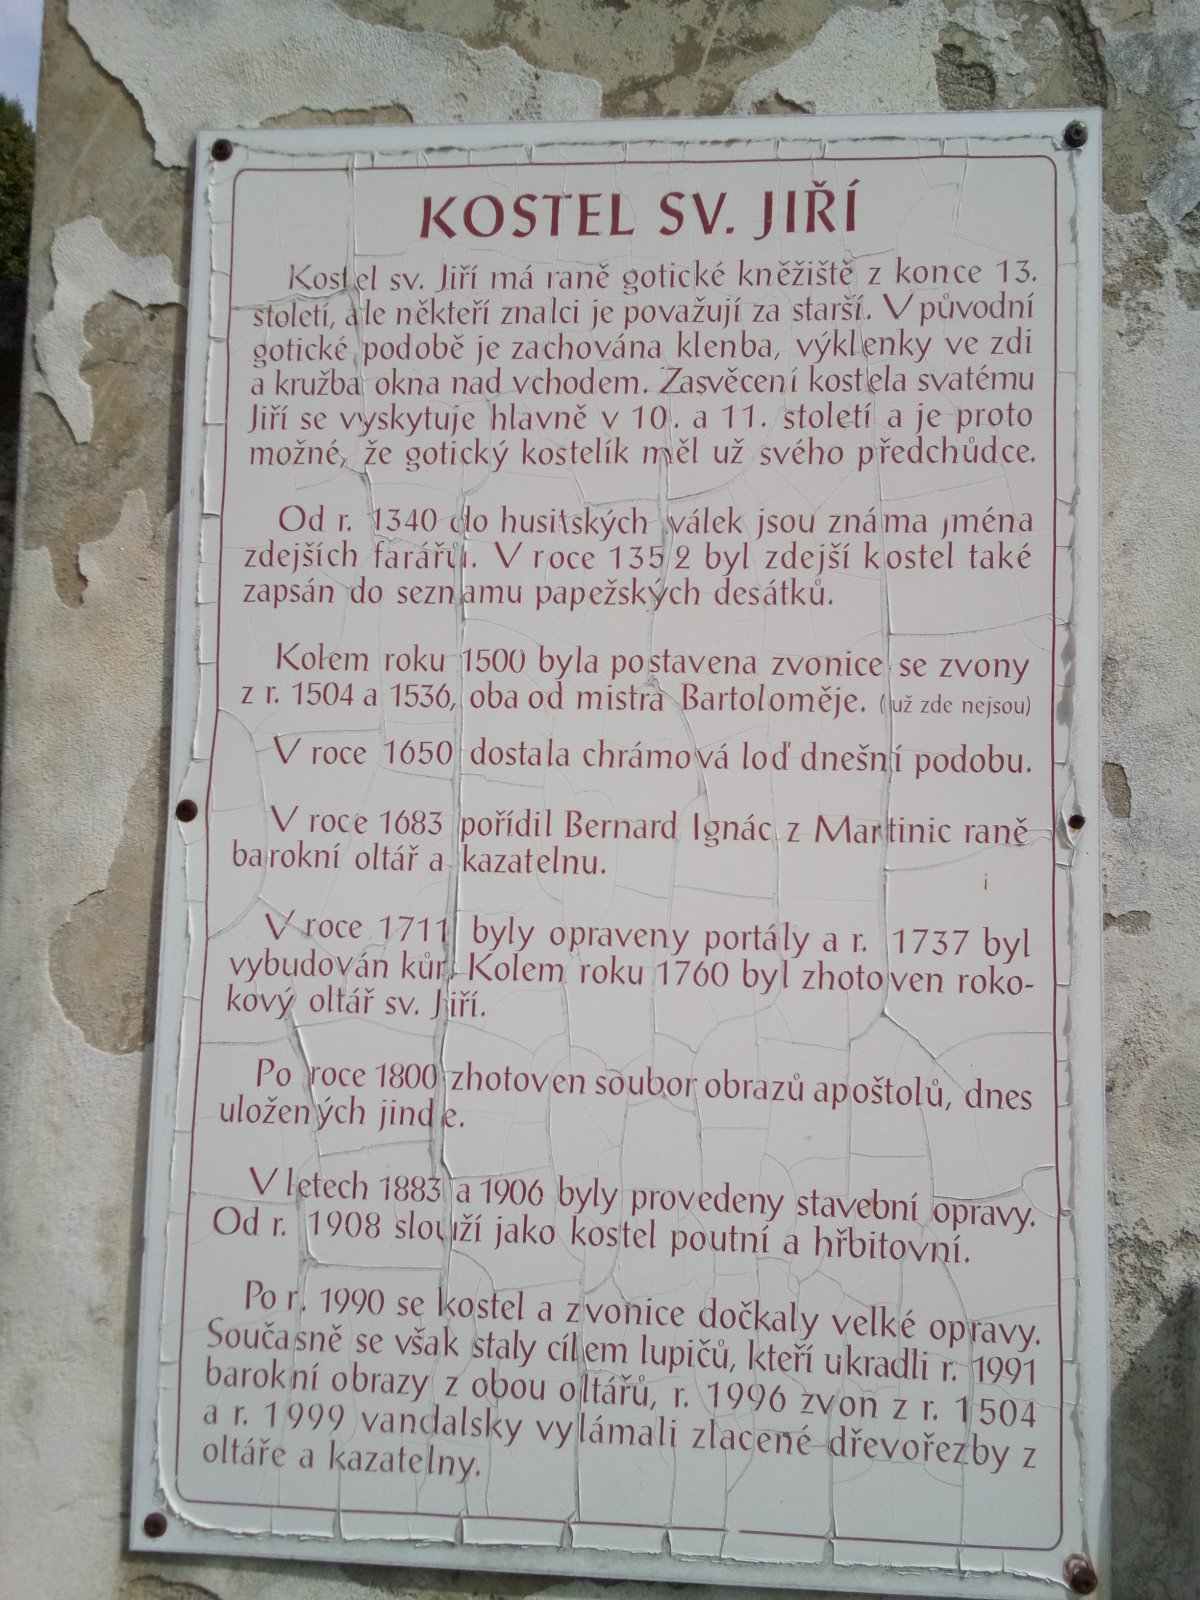 KOSTEL SV. JIŘÍ
Kostel sv. Jiří má raně gotické kněžiště z konce 13.
století, ale někteří znalci je považují za starší. V původní
gotické podobě je zachována klenba, výklenky ve zdi
a kružba okna nad vchodem. Zasvěcení kostela svatému
Jiří se vyskytuje hlavně v 10. a 11. století a je proto
možné, že gotický kostelík měl už svého předchůdce.
Od r. 1340 do husitských válek jsou známa jména
zdejších farářů. V roce 1352 byl zdejší kostel také
zapsán do seznamu papežských desátků.
Kolem roku 1500 byla postavena zvonice se zvony
z r. 1504 a 1536, oba od mistra Bartoloměje. (už zde nejsou)
V roce 1650 dostala chrámová loď dnešní podobu.
V roce 1683 pořídil Bernard Ignác z Martinic raně
barokní oltář a kazatelnu.
V roce 1711 byly opraveny portály a r. 1737 byl
vybudován kůr. Kolem roku 1760 byl zhotoven roko-
kový oltář sv. Jiří.
Po roce 1800 zhotoven soubor obrazů apoštolů, dnes
uložených jinde.
V letech 1883 a 1906 byly provedeny stavební opravy.
Od r. 1908 slouží jako kostel poutní a hřbitovní.
Po r. 1990 se kostel a zvonice dočkaly velké opravy.
Současně se však staly cílem lupičů, kteří ukradli r. 1991
barokní obrazy z obou oltářů, r. 1996 zvon z r. 1504
a r. 1999 vandalsky vylámali zlacené dřevořezby z
oltáře a kazatelny.